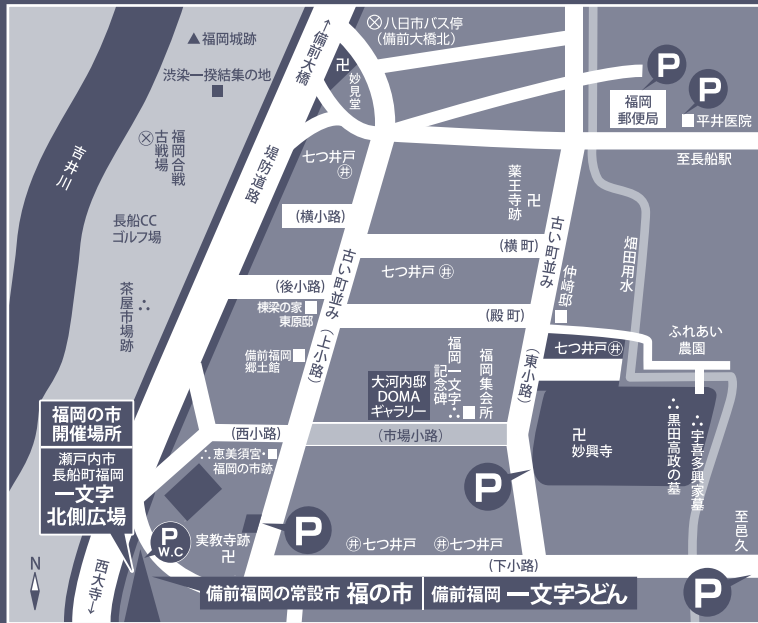 ↑備前大橋
八日市バス停
(備前大橋北)
▲福岡城跡
渋染一揆結集の地
卍妙見堂
P
P
福岡
郵便局
平井医院
至長船駅
吉井川
福岡合戦
古戦場
堤防道路
七つ井戸
井
薬王寺跡
卍
(横小路)
長船CC
ゴルフ場
古い町並み
(上小路)
古い町並み
(東小路)
(横町)
畑田用水
七つ井戸 井
仲﨑邸
(後小路)
茶屋市場跡
棟梁の家
東原邸
(殿町)
ふれあい
農園
七つ井戸 井
備前福岡
郷土館
大河内邸
DOMA
ギャラリー
福岡一文字
記念碑
福岡集会所
福岡の市
開催場所
瀬戸内市
長船町福岡
一文字
北側広場
(西小路)
(市場小路)
恵美須宮・
福岡の市跡
卍
妙興寺
黒田高政の墓
宇喜多興家墓
P
P
P
W.C
実教寺跡
卍
井七つ井戸
井七つ井戸
至邑久
(下小路)
N
西大寺→
備前福岡の常設市 福の市
備前福岡 一文字うどん
P